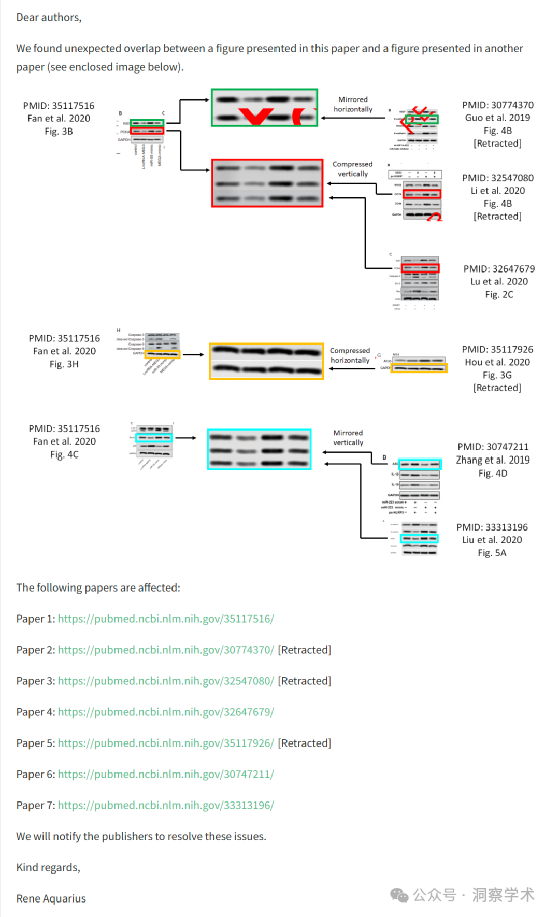 Dear authors,
We found unexpected overlap between a figure presented in this paper and a figure presented in another
paper (see enclosed image below).
PMID: 35117516
Fan et al. 2020
Fig. 3B
B
C
GAPDH
Mirrored
horizontally
PMID: 30774370
Guo et al. 2019
Fig. 4B
[Retracted]
Compressed
vertically
PMID: 32547080
Li et al. 2020
Fig. 4B
[Retracted]
GAPDH
C
PMID: 32647679
Lu et al. 2020
Fig. 2C
PMID: 35117516
Fan et al. 2020
Fig. 3H
H
Compressed
horizontally
G
GAPDH
PMID: 35117926
Hou et al. 2020
Fig. 3G
[Retracted]
PMID: 35117516
Fan et al. 2020
Fig. 4C
Mirrored
vertically
PMID: 30747211
Zhang et al. 2019
Fig. 4D
GAPDH
PMID: 33313196
Liu et al. 2020
Fig. 5A
The following papers are affected:
Paper 1: https://pubmed.ncbi.nlm.nih.gov/35117516/
Paper 2: https://pubmed.ncbi.nlm.nih.gov/30774370/ [Retracted]
Paper 3: https://pubmed.ncbi.nlm.nih.gov/32547080/ [Retracted]
Paper 4: https://pubmed.ncbi.nlm.nih.gov/32647679/
Paper 5: https://pubmed.ncbi.nlm.nih.gov/35117926/ [Retracted]
Paper 6: https://pubmed.ncbi.nlm.nih.gov/30747211/
Paper 7: https://pubmed.ncbi.nlm.nih.gov/33313196/
We will notify the publishers to resolve these issues.
Kind regards,
Rene Aquarius
公众号 · 洞察学术